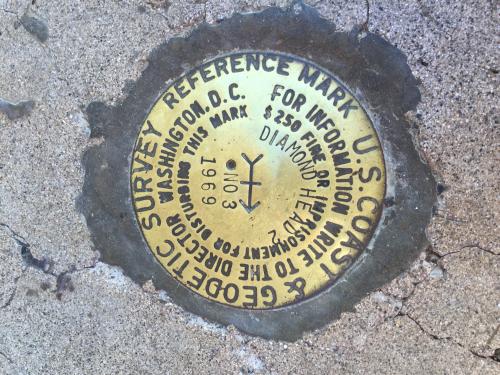 U.S. COAST & GEODETIC SURVEY REFERENCE MARK
FOR INFORMATION WRITE TO THE DIRECTOR WASHINGTON, D.C.
$250 FINE OR IMPRISONMENT FOR DISTURBING THIS MARK
DIAMOND HEAD 2
NO 3
1969